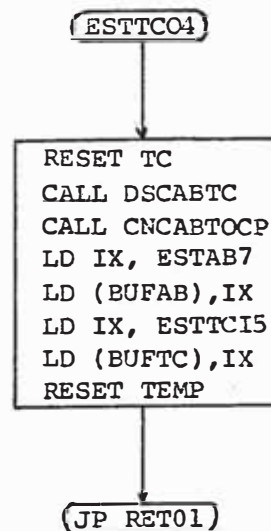 ESTTCO4
RESET TC
CALL DSCABTC
CALL CNCABTOCP
LD IX, ESTAB7
LD (BUFAB),IX
LD IX, ESTTCI5
LD (BUFTC),IX
RESET TEMP
JP RET01